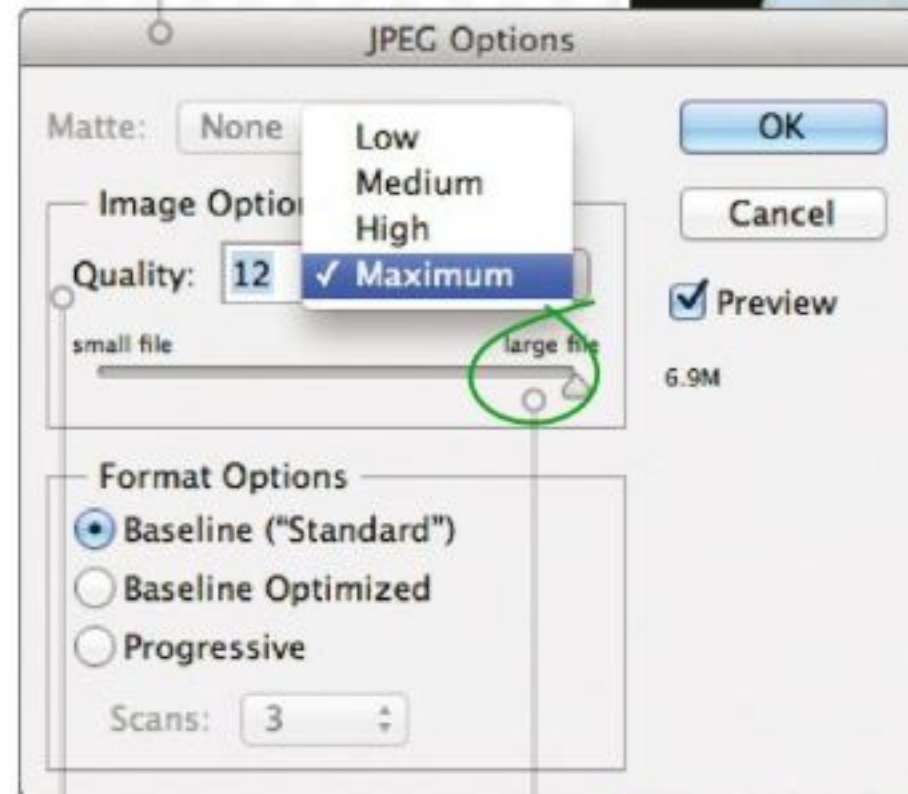 JPEG Options
Matte: None
Low
Medium
High
✓ Maximum
OK
Cancel
Image Optio
Quality: 12
Preview
small file large file
6.9M
Format Options
Baseline ("Standard")
Baseline Optimized
Progressive
Scans: 3